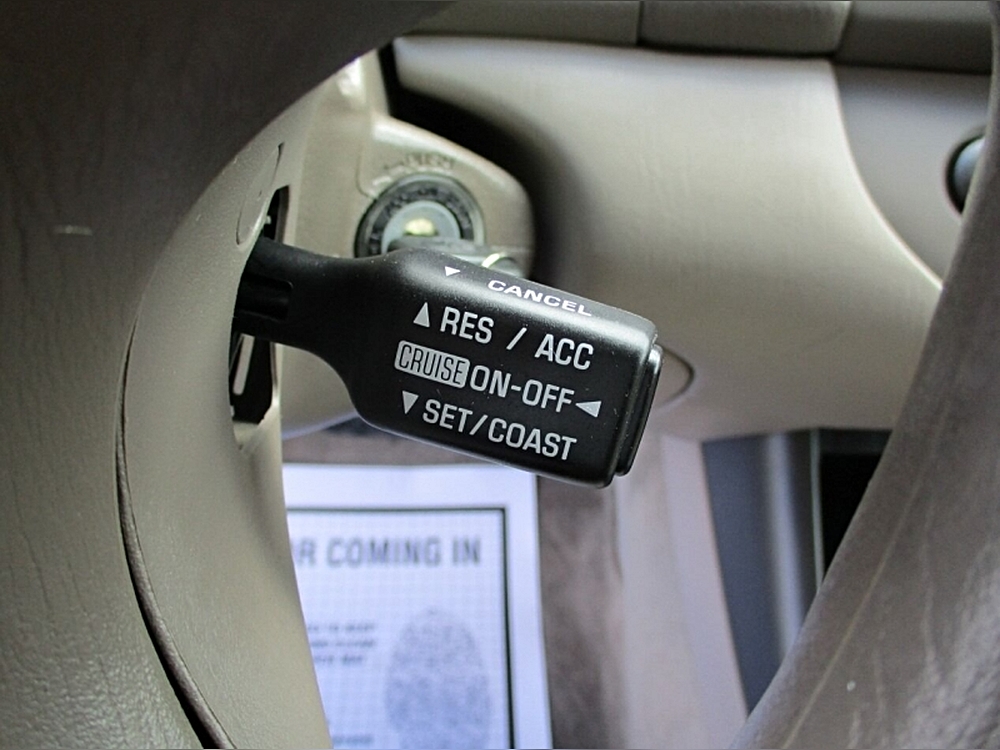 CANCEL
RES / ACC
CRUISE ON-OFF
SET/COAST
COMING IN